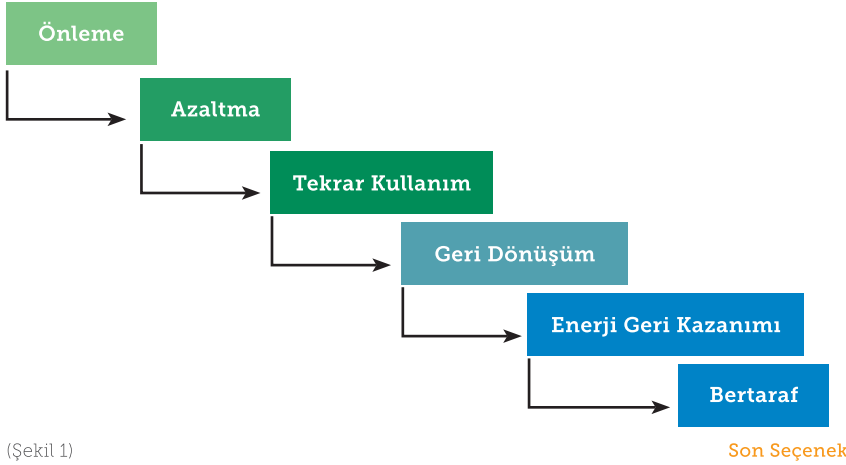 Önleme
Azaltma
Tekrar Kullanım
Geri Dönüşüm
Enerji Geri Kazanımı
Bertaraf
(Şekil 1)
Son Seçenek